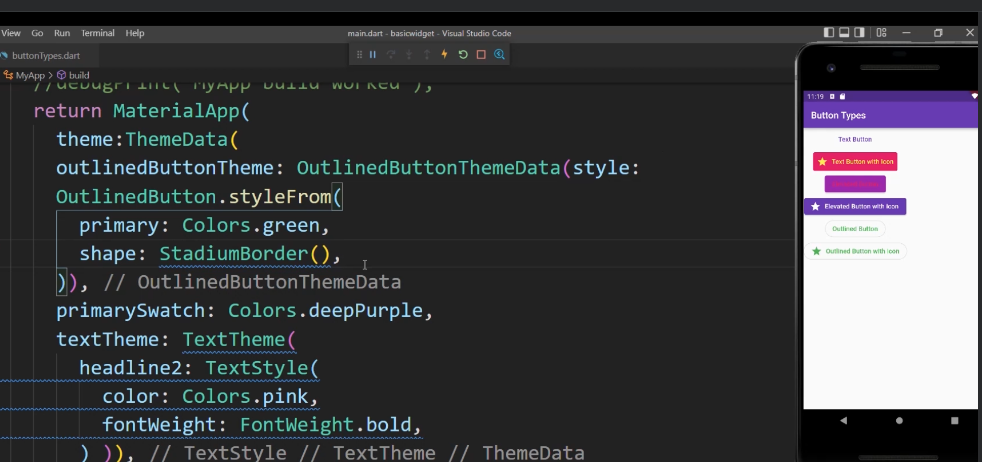 View Go Run Terminal Help
main.dart - basicwidget - Visual Studio Code
buttonTypes.dart
MyApp > build
//debugPrint("MyApp build worked");
return MaterialApp(
theme:ThemeData(
outlinedButtonTheme: OutlinedButtonThemeData(style:
OutlinedButton.styleFrom(
primary: Colors.green,
shape: StadiumBorder(),
)), // OutlinedButtonThemeData
primarySwatch: Colors.deepPurple,
textTheme: TextTheme(
headline2: TextStyle(
color: Colors.pink,
fontWeight: FontWeight.bold,
) )), // TextStyle // TextTheme // ThemeData
11:19
Button Types
Text Button
Text Button with Icon
Elevated Button with Icon
Outlined Button
Outlined Button with Icon